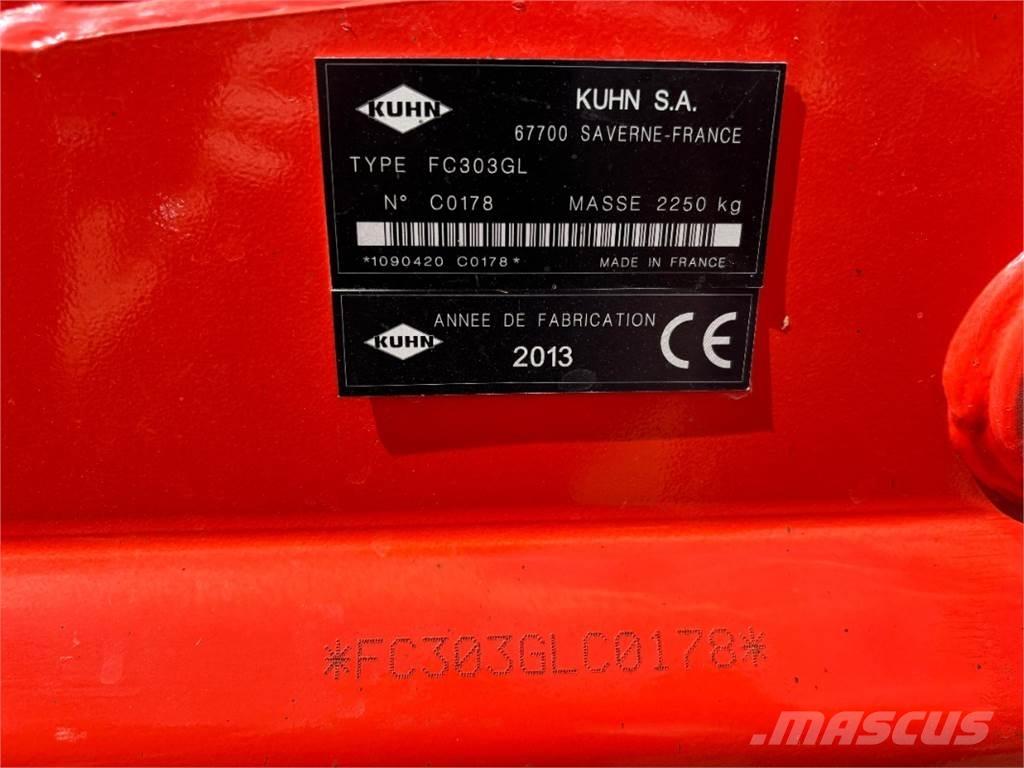 KUHN
KUHN S.A.
67700 SAVERNE-FRANCE
TYPE FC303GL
N° C0178 MASSE 2250 kg
*1090420 C0178* MADE IN FRANCE
KUHN
ANNEE DE FABRICATION
2013
CE
*FC303GLC0178*
MASCUS